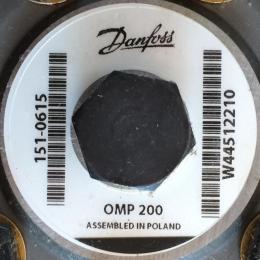 Danfoss
151-0615
W44512210
OMP 200
ASSEMBLED IN POLAND